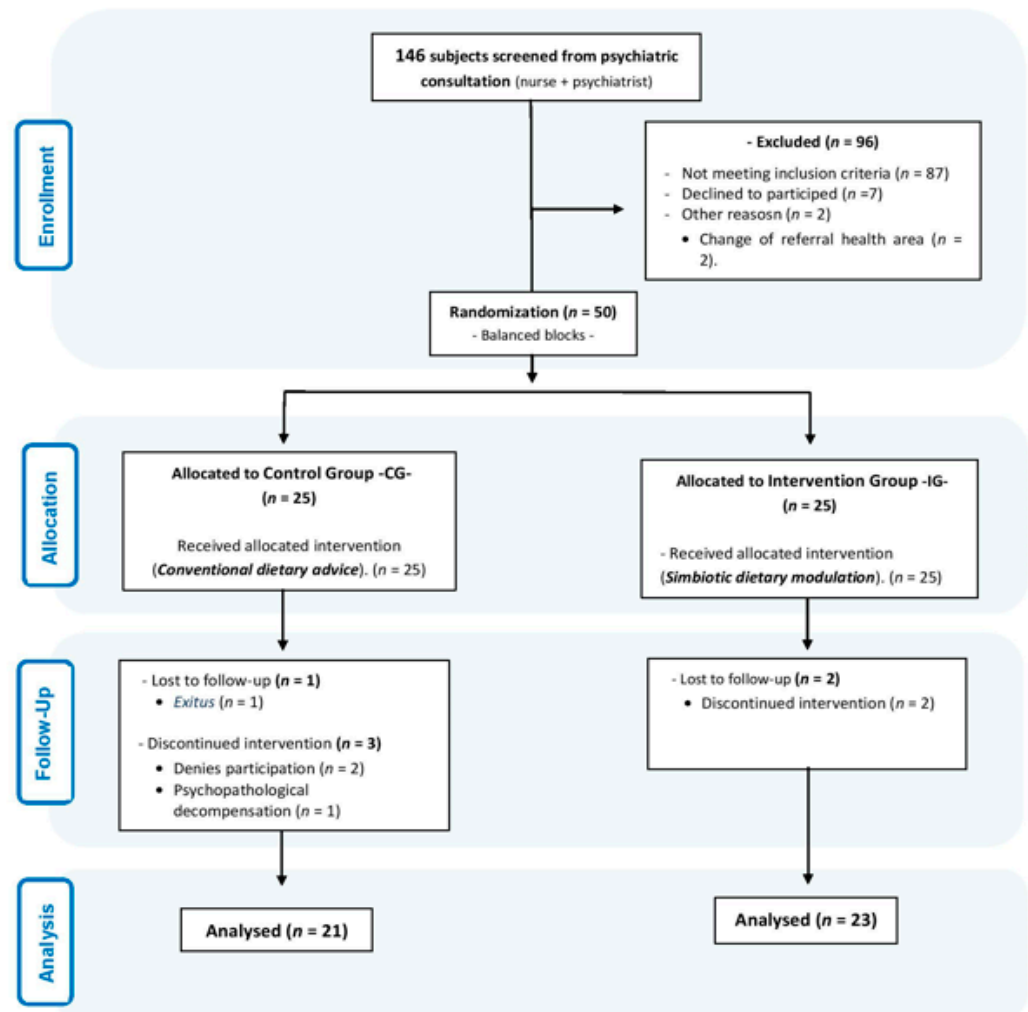 146 subjects screened from psychiatric
consultation (nurse + psychiatrist)
Enrollment
- Excluded (n = 96)
- Not meeting inclusion criteria (n = 87)
- Declined to participed (n =7)
- Other reasosn (n = 2)
• Change of referral health area (n =
2).
Randomization (n = 50)
- Balanced blocks -
Allocation
Allocated to Control Group -CG-
(n = 25)
Received allocated intervention
(Conventional dietary advice). (n = 25)
Allocated to Intervention Group -IG-
(n = 25)
- Received allocated intervention
(Simbiotic dietary modulation). (n = 25)
Follow-Up
- Lost to follow-up (n = 1)
• Exitus (n = 1)
- Discontinued intervention (n = 3)
• Denies participation (n = 2)
• Psychopathological
decompensation (n = 1)
- Lost to follow-up (n = 2)
• Discontinued intervention (n = 2)
Analysis
Analysed (n = 21)
Analysed (n = 23)